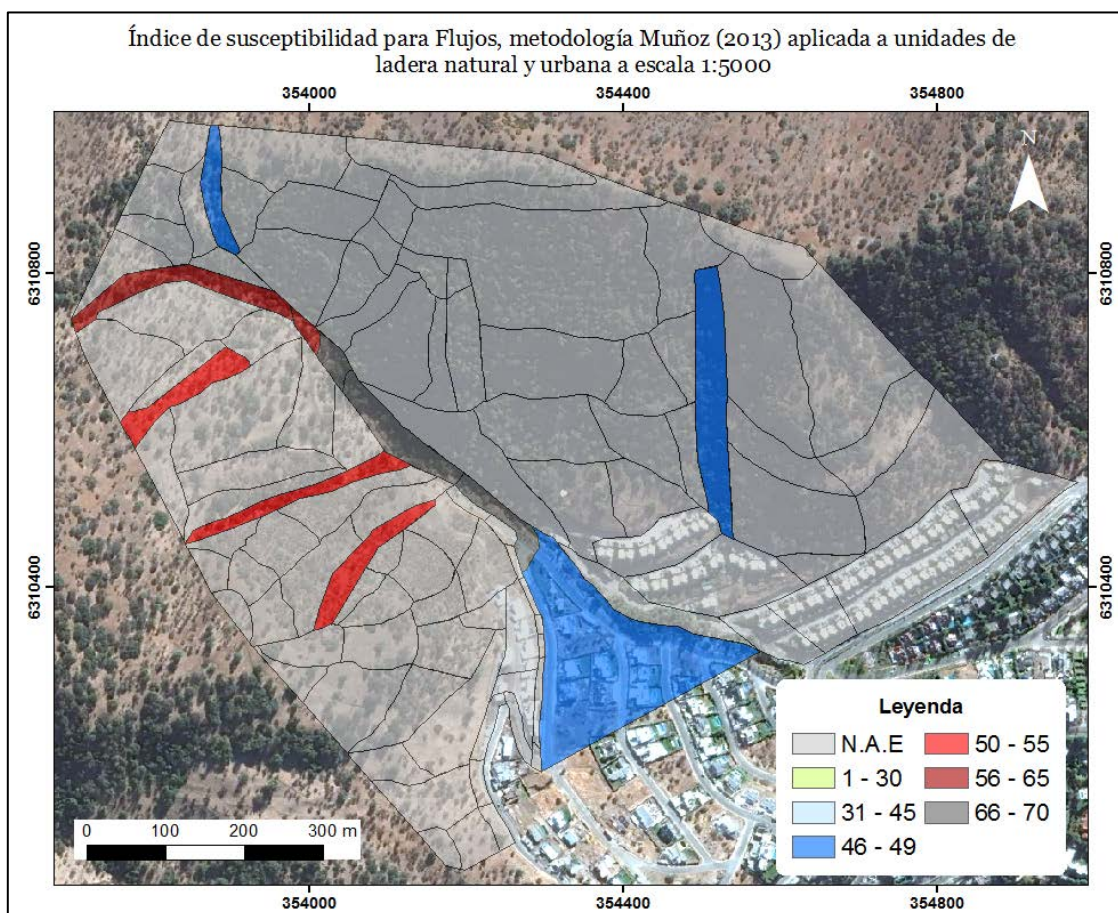 Índice de susceptibilidad para Flujos, metodología Muñoz (2013) aplicada a unidades de
ladera natural y urbana a escala 1:5000
354000 354400 354800
N
6310800 6310800
6310400 6310400
Leyenda
N.A.E 50 - 55
1 - 30 56 - 65
31 - 45 66 - 70
46 - 49
0 100 200 300 m
354000 354400 354800